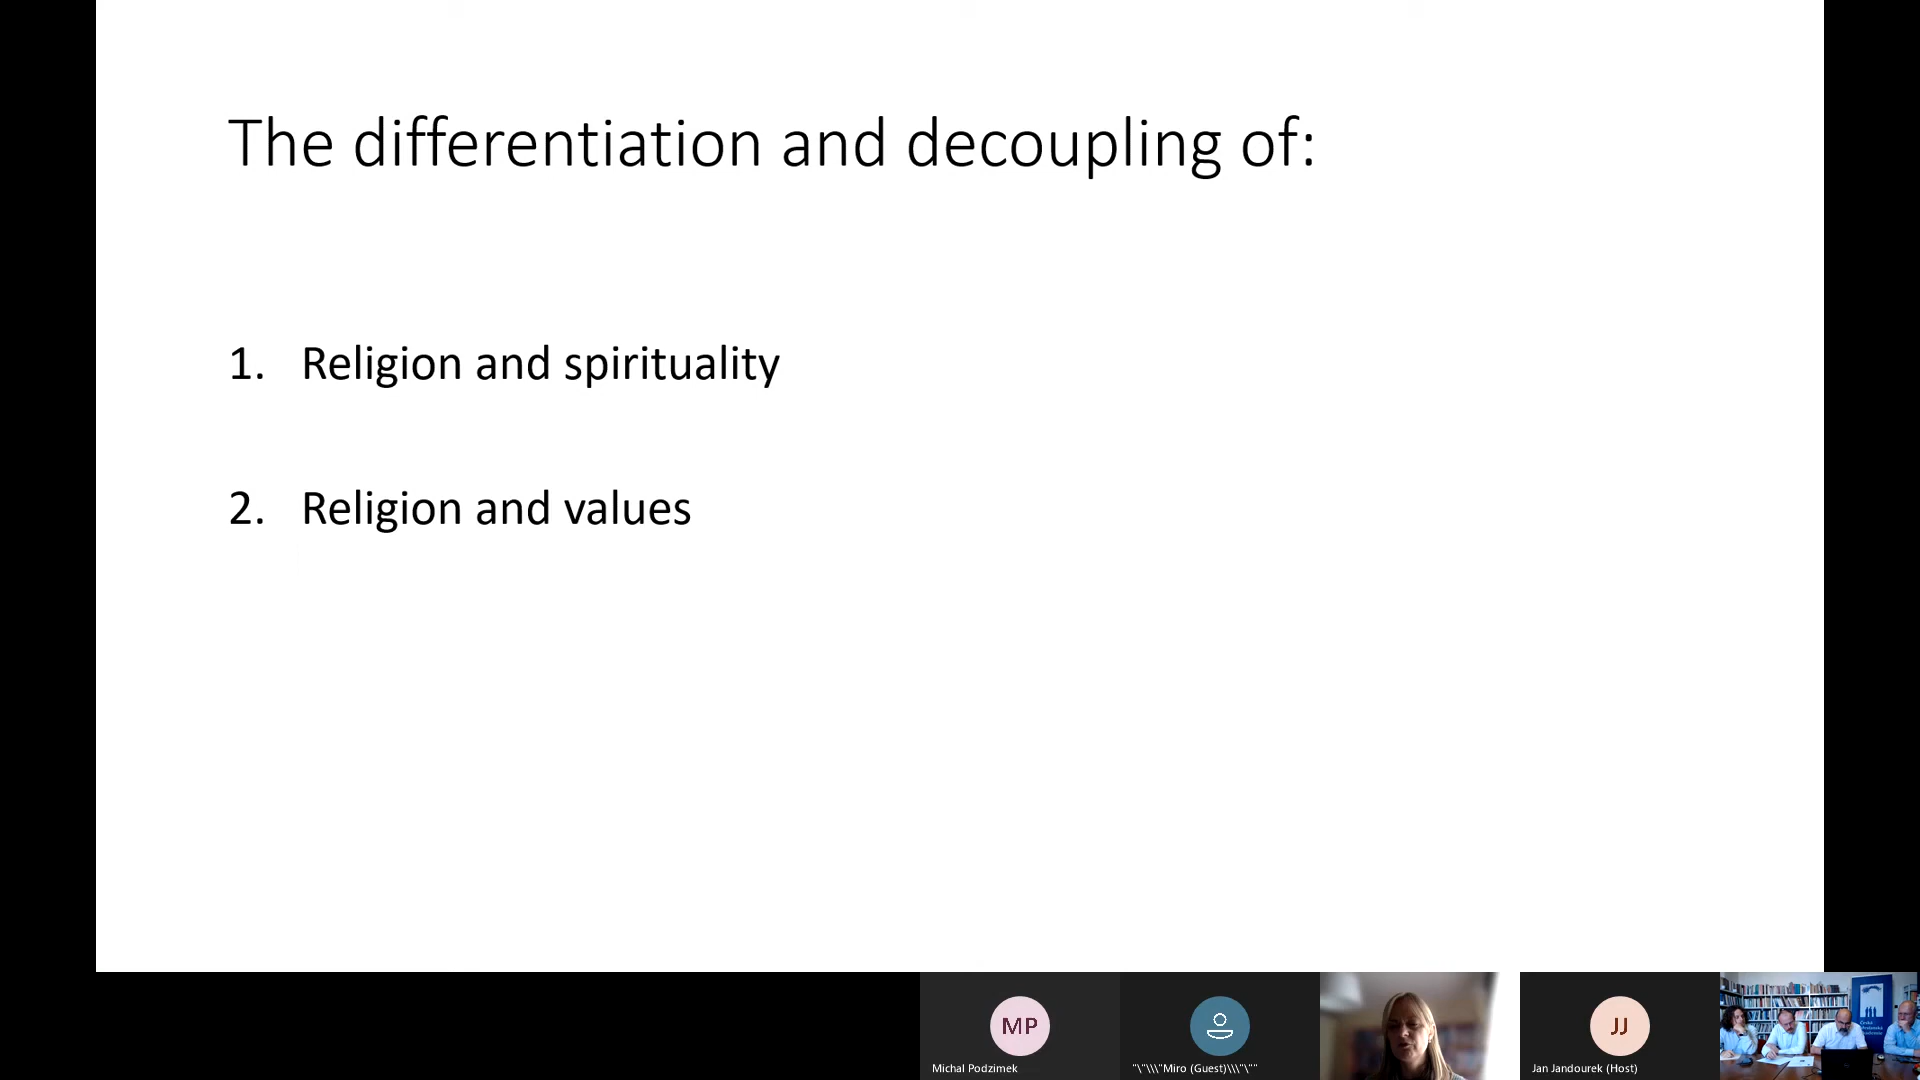 The differentiation and decoupling of:
1. Religion and spirituality
2. Religion and values
MP
JJ
Michal Podzimek
"\"\\\"Miro (Guest)\\\"\""
Jan Jandourek (Host)